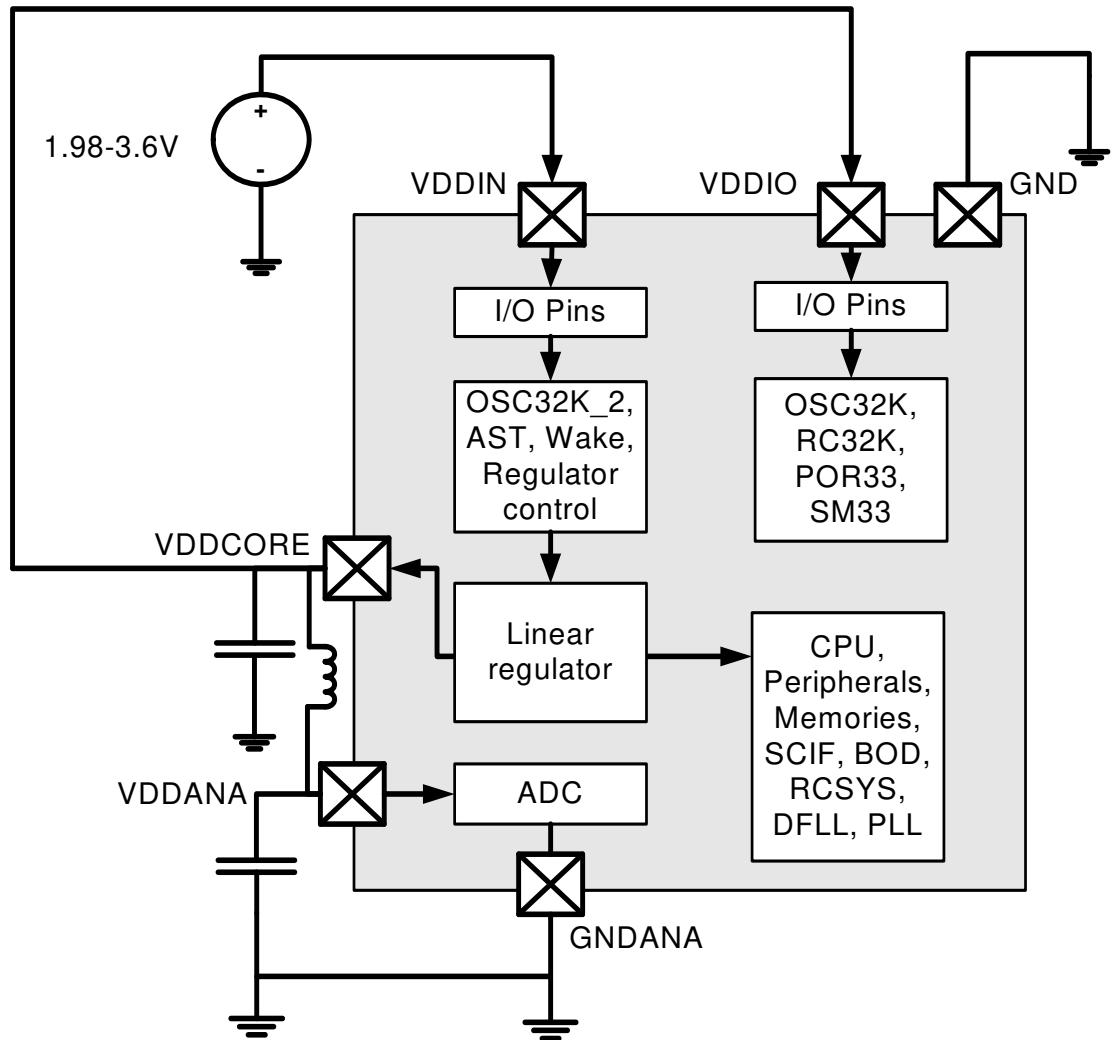 1.98-3.6V
+
-
VDDIN
VDDIO
GND
I/O Pins
I/O Pins
OSC32K_2,
AST, Wake,
Regulator
control
OSC32K,
RC32K,
POR33,
SM33
VDDCORE
Linear
regulator
CPU,
Peripherals,
Memories,
SCIF, BOD,
RCSYS,
DFLL, PLL
VDDANA
ADC
GNDANA